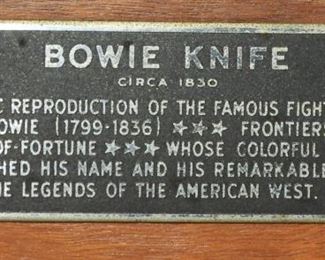 BOWIE KNIFE
CIRCA 1830
C REPRODUCTION OF THE FAMOUS FIGHT
OWIE (1799-1836) ★★★ FRONTIER
OF-FORTUNE ★★★ WHOSE COLORFUL
HED HIS NAME AND HIS REMARKABLE
E LEGENDS OF THE AMERICAN WEST.